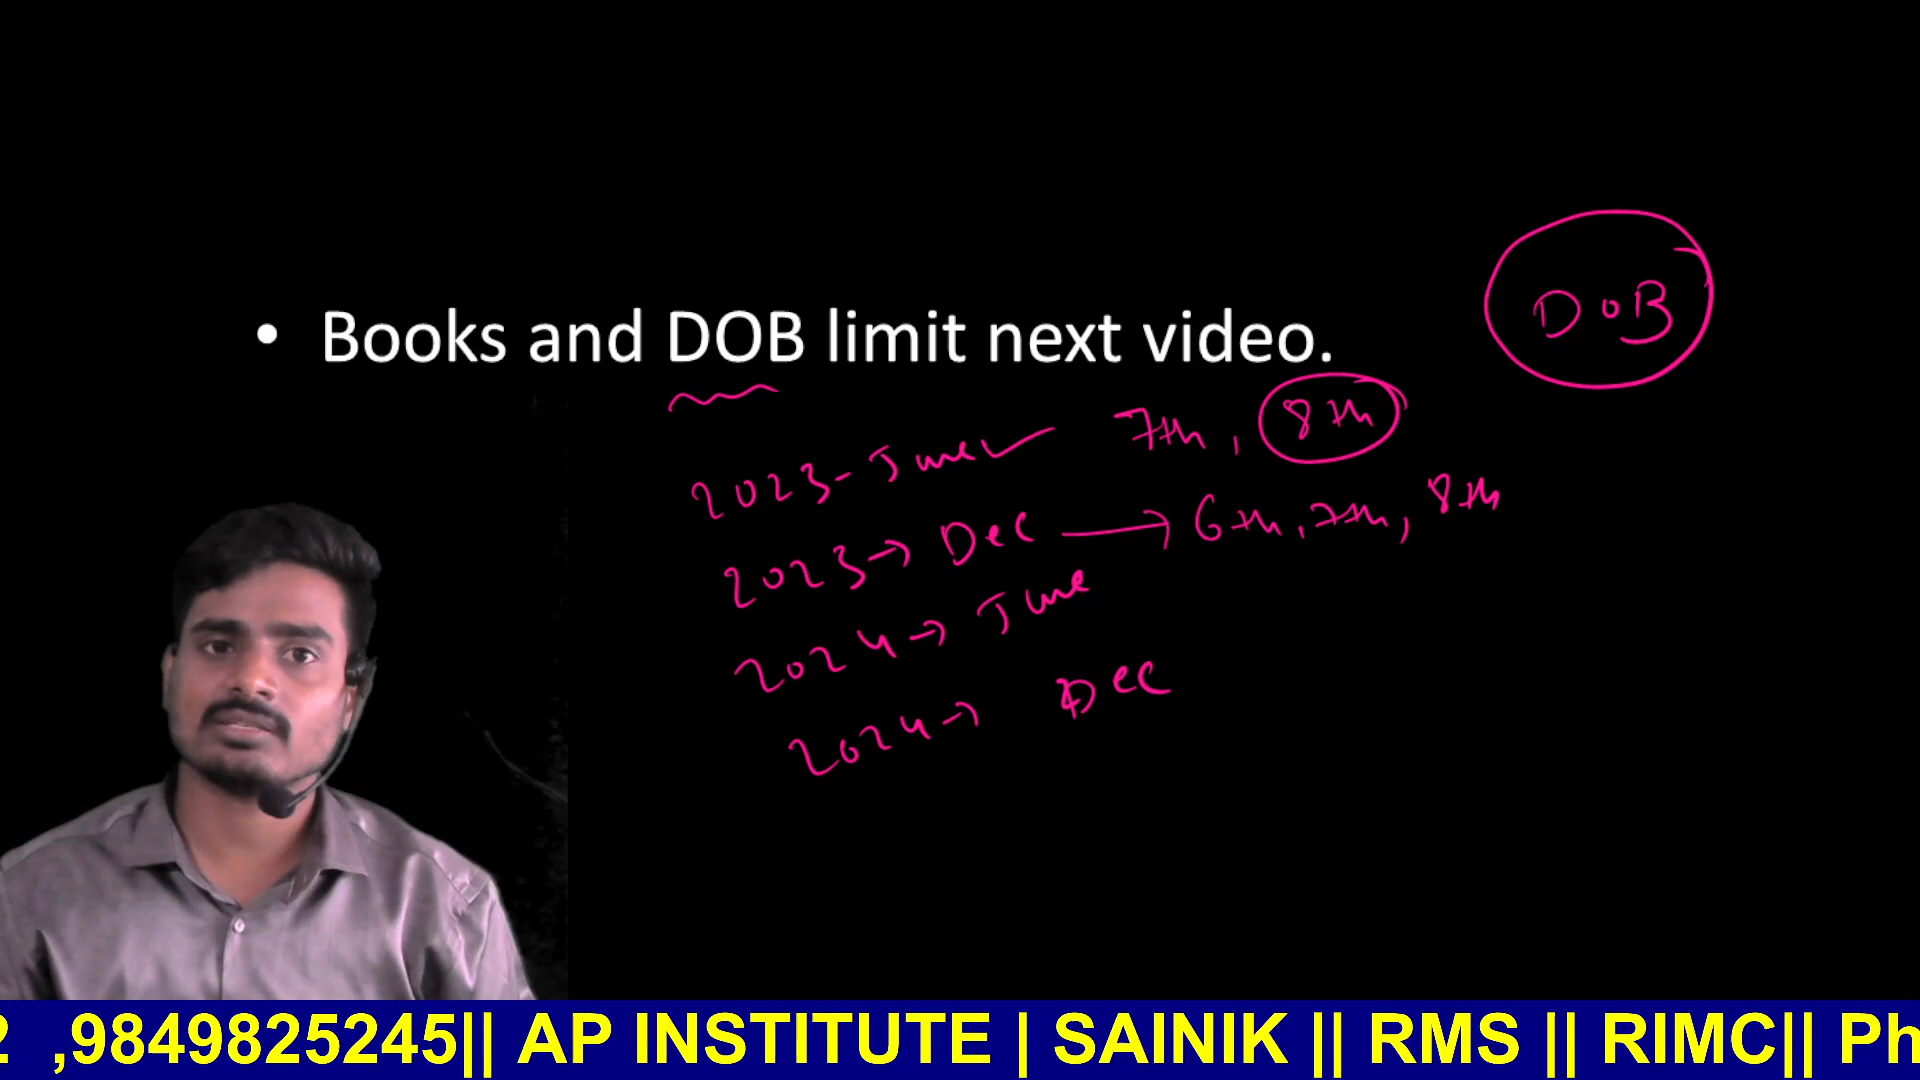 DOB
• Books and DOB limit next video.
2023 - June 7th, 8th
2023 → Dec → 6th, 7th, 8th
2024 → June
2024 → Dec
2 ,9849825245|| AP INSTITUTE | SAINIK || RMS || RIMC|| Ph